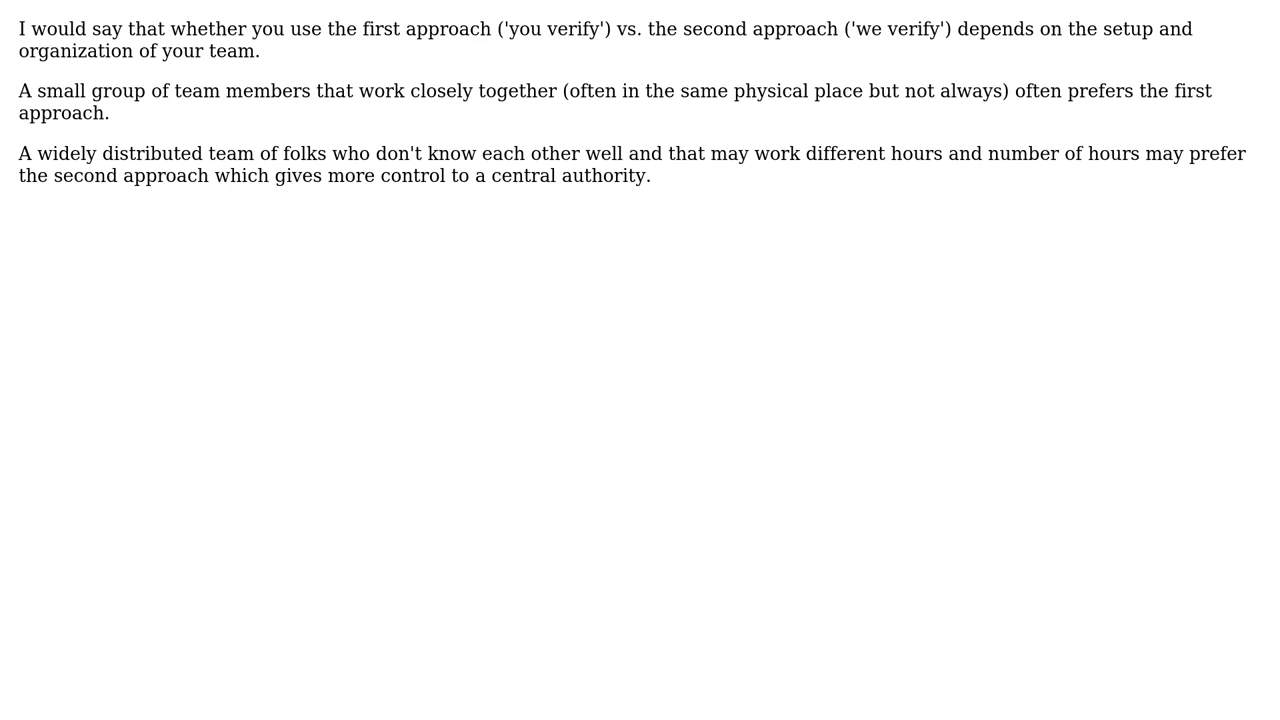 I would say that whether you use the first approach ('you verify') vs. the second approach ('we verify') depends on the setup and
organization of your team.
A small group of team members that work closely together (often in the same physical place but not always) often prefers the first
approach.
A widely distributed team of folks who don't know each other well and that may work different hours and number of hours may prefer
the second approach which gives more control to a central authority.